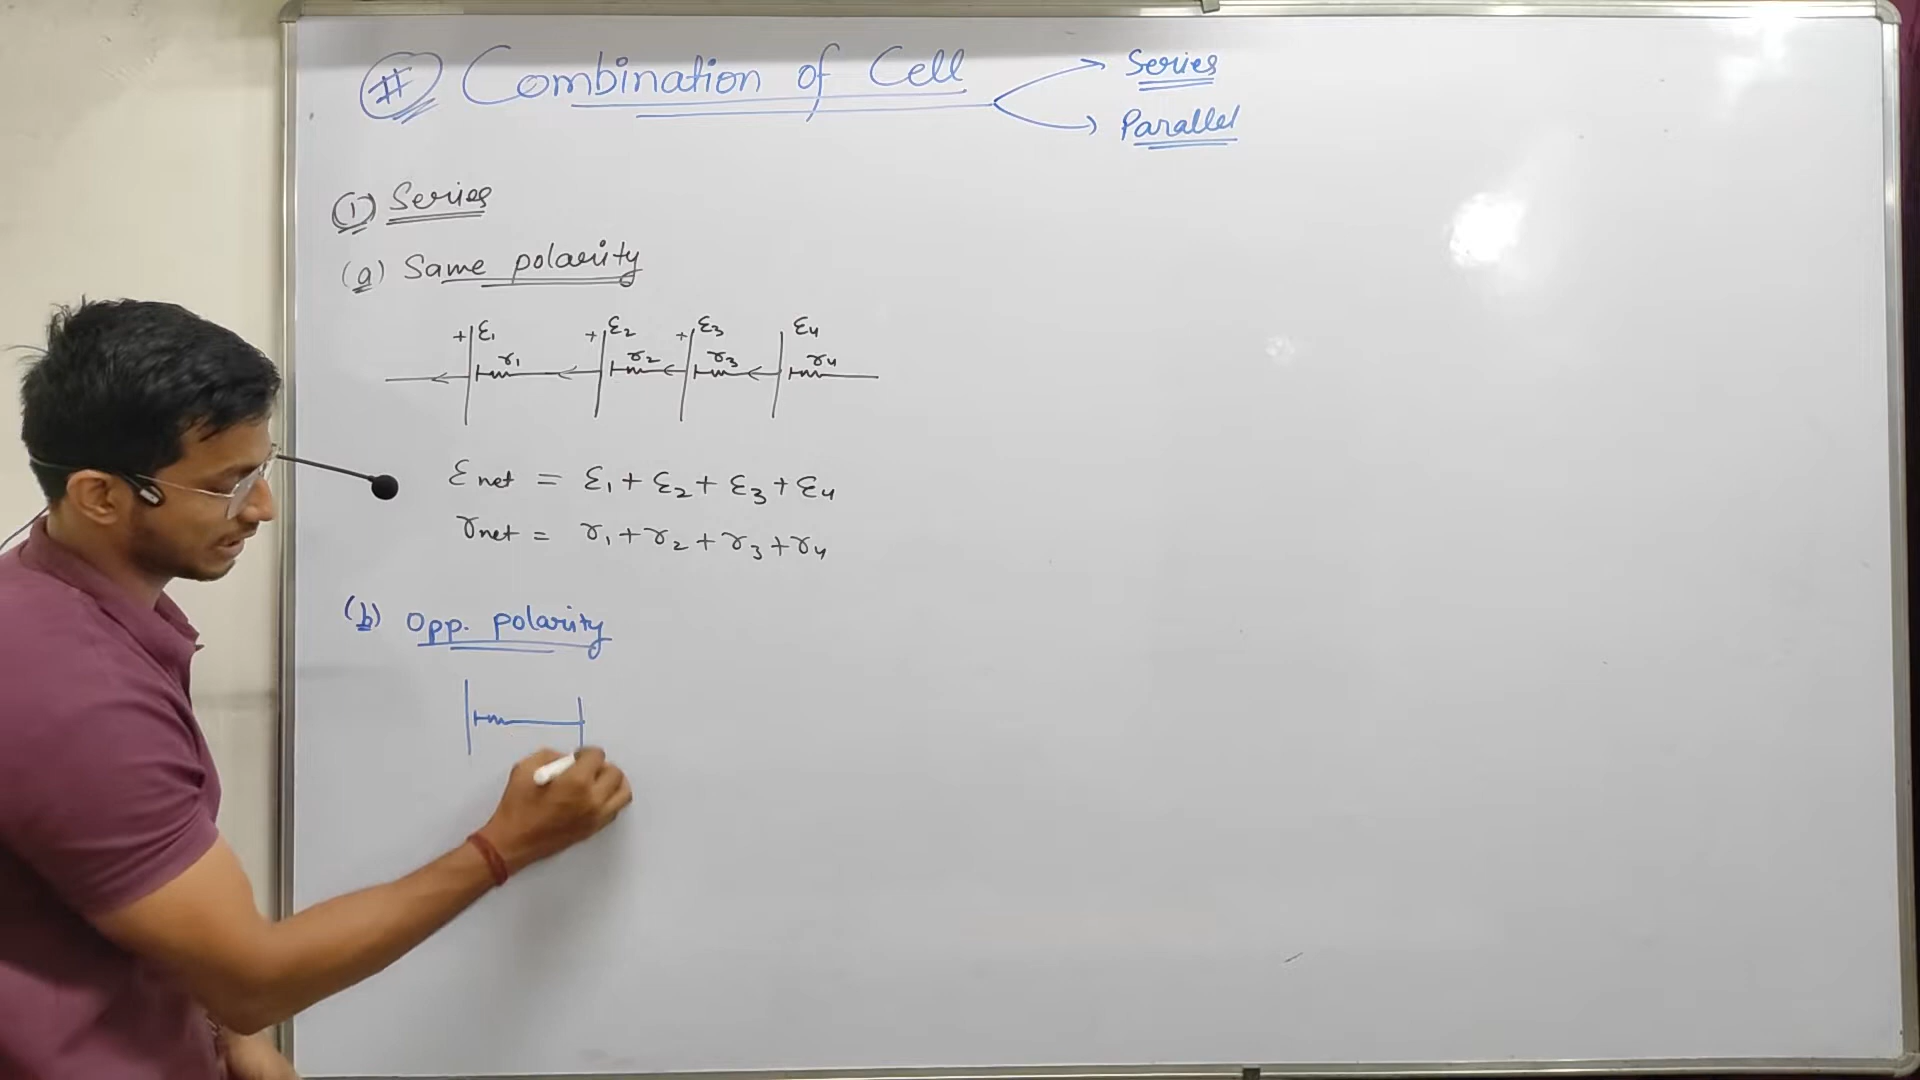 # Combination of Cell
Series
Parallel
① Series
(a) Same polarity
+ ε₁ + ε₂ + ε₃ ε₄
r₁ r₂ r₃ r₄
ε net = ε₁ + ε₂ + ε₃ + ε₄
r net = r₁ + r₂ + r₃ + r₄
(b) Opp. polarity